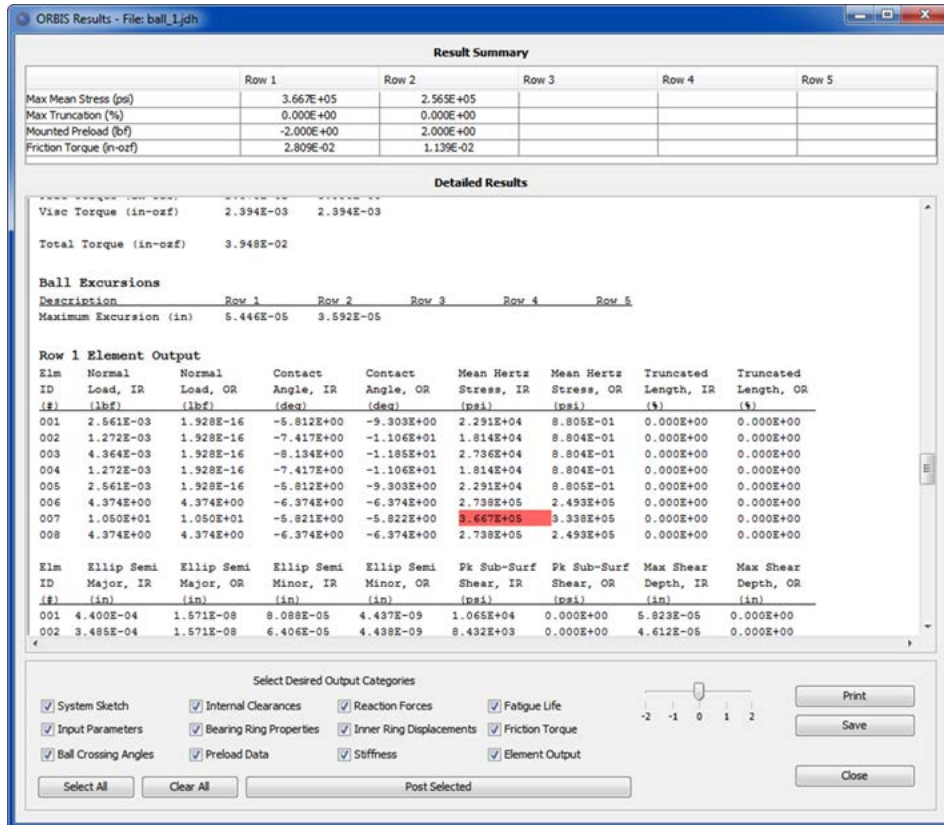 ORBIS Results - File: ball_1.jdh
Result Summary
Row 1 Row 2 Row 3 Row 4 Row 5
Max Mean Stress (psi) 3.667E+05 2.565E+05
Max Truncation (%) 0.000E+00 0.000E+00
Mounted Preload (lbf) -2.000E+00 2.000E+00
Friction Torque (in-ozf) 2.809E-02 1.139E-02
Detailed Results
Visc Torque (in-ozf) 2.394E-03 2.394E-03
Total Torque (in-ozf) 3.948E-02
Ball Excursions
Description Row 1 Row 2 Row 3 Row 4 Row 5
Maximum Excursion (in) 5.446E-05 3.592E-05
Row 1 Element Output
Elm Normal Normal Contact Contact Mean Hertz Mean Hertz Truncated Truncated
ID Load, IR Load, OR Angle, IR Angle, OR Stress, IR Stress, OR Length, IR Length, OR
(#) (lbf) (lbf) (deg) (deg) (psi) (psi) (%) (%)
001 2.561E-03 1.928E-16 -5.812E+00 -9.303E+00 2.291E+04 8.805E-01 0.000E+00 0.000E+00
002 1.272E-03 1.928E-16 -7.417E+00 -1.106E+01 1.814E+04 8.804E-01 0.000E+00 0.000E+00
003 4.364E-03 1.928E-16 -8.134E+00 -1.185E+01 2.736E+04 8.804E-01 0.000E+00 0.000E+00
004 1.272E-03 1.928E-16 -7.417E+00 -1.106E+01 1.814E+04 8.804E-01 0.000E+00 0.000E+00
005 2.561E-03 1.928E-16 -5.812E+00 -9.303E+00 2.291E+04 8.805E-01 0.000E+00 0.000E+00
006 4.374E+00 4.374E+00 -6.374E+00 -6.374E+00 2.738E+05 2.493E+05 0.000E+00 0.000E+00
007 1.050E+01 1.050E+01 -5.821E+00 -5.822E+00 3.667E+05 3.338E+05 0.000E+00 0.000E+00
008 4.374E+00 4.374E+00 -6.374E+00 -6.374E+00 2.738E+05 2.493E+05 0.000E+00 0.000E+00
Elm Ellip Semi Ellip Semi Ellip Semi Ellip Semi Pk Sub-Surf Pk Sub-Surf Max Shear Max Shear
ID Major, IR Major, OR Minor, IR Minor, OR Shear, IR Shear, OR Depth, IR Depth, OR
(#) (in) (in) (in) (in) (psi) (psi) (in) (in)
001 4.400E-04 1.571E-08 8.088E-05 4.437E-09 1.065E+04 0.000E+00 5.823E-05 0.000E+00
002 3.485E-04 1.571E-08 6.406E-05 4.438E-09 8.432E+03 0.000E+00 4.612E-05 0.000E+00
Select Desired Output Categories
System Sketch Internal Clearances Reaction Forces Fatigue Life
Input Parameters Bearing Ring Properties Inner Ring Displacements Friction Torque
Ball Crossing Angles Preload Data Stiffness Element Output
-2 -1 0 1 2
Select All Clear All Post Selected
Print
Save
Close